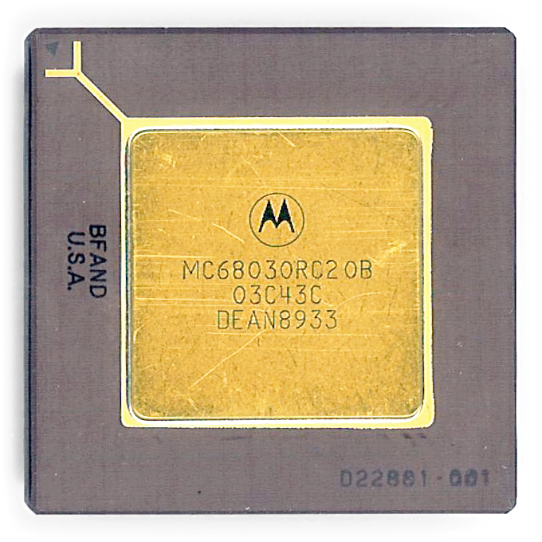 MC68030RC20B
03C43C
DEAN8933
BFAND
U.S.A.
D22881-001